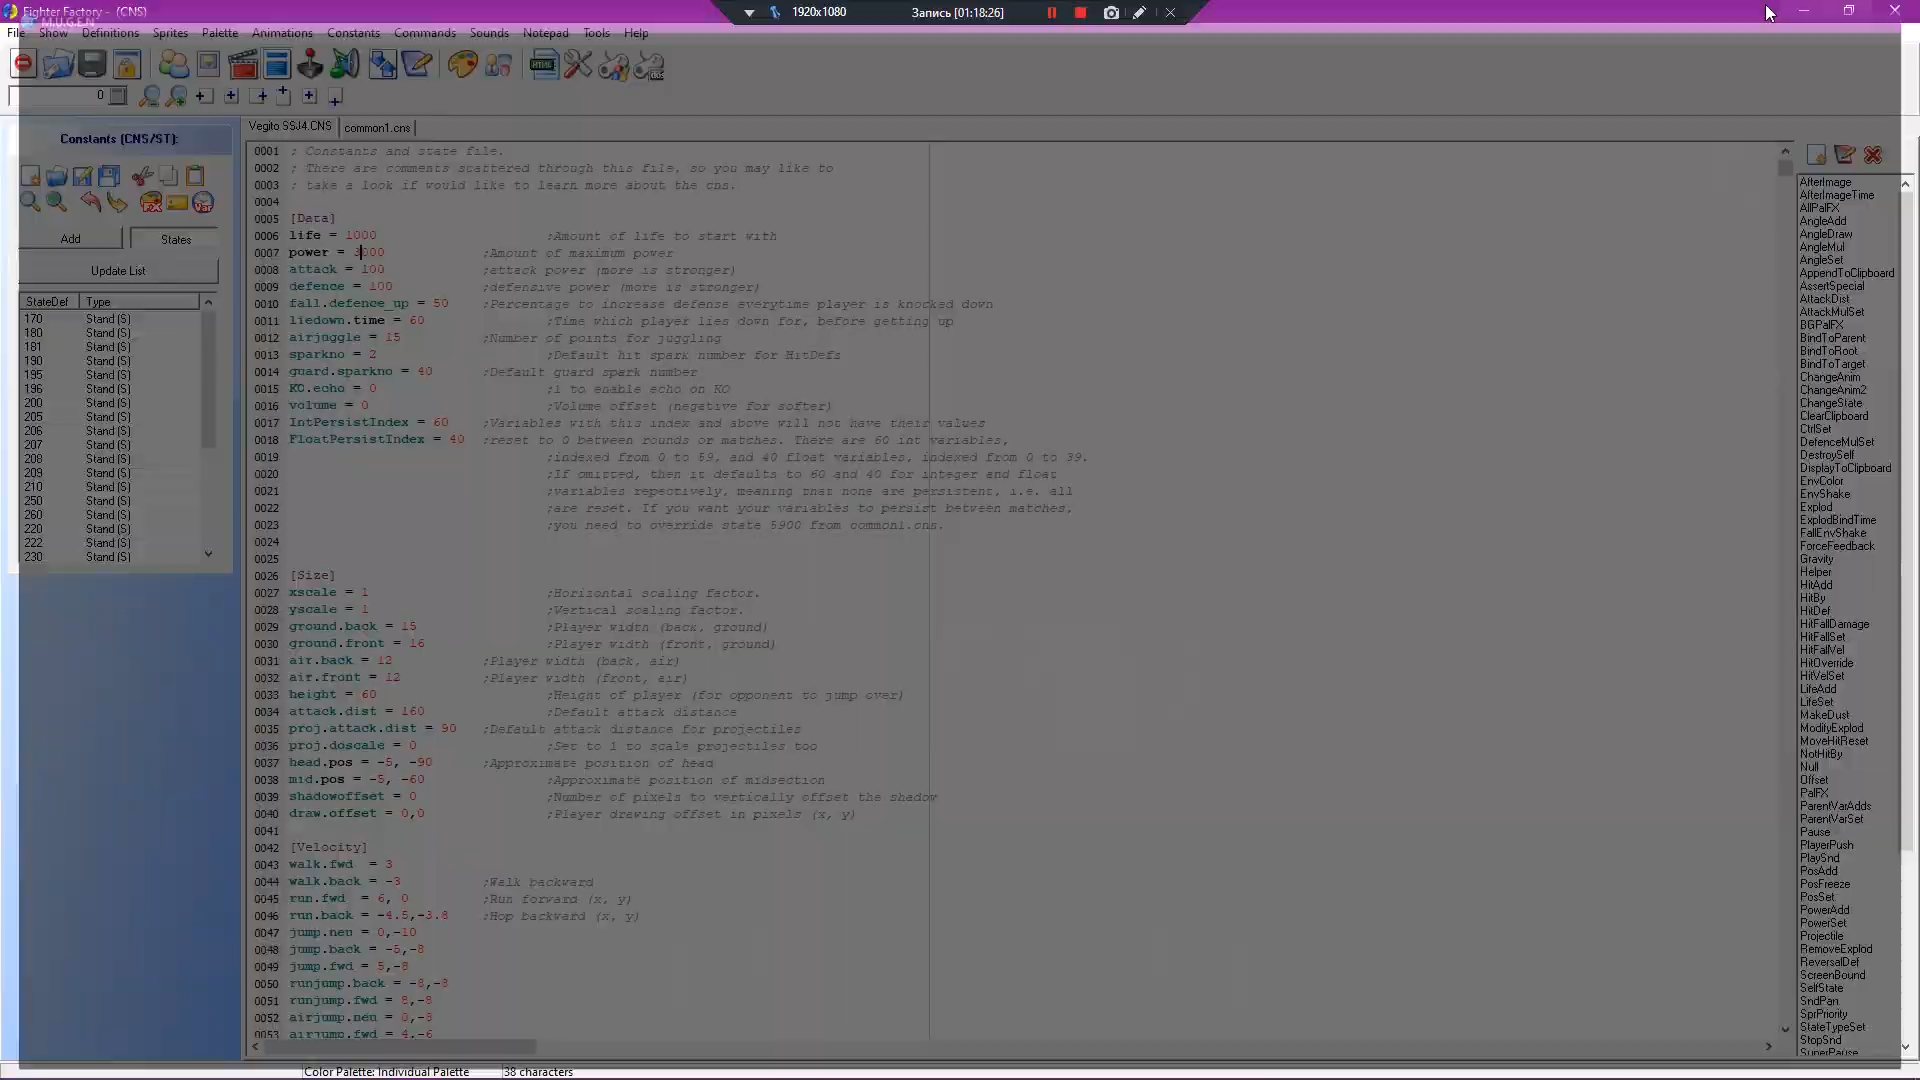 Fighter Factory - (CNS)
M.U.G.E.N
1920x1080
Запись [01:18:26]
File Show Definitions Sprites Palette Animations Constants Commands Sounds Notepad Tools Help
0
Constants (CNS/ST):
Add States
Update List
StateDef Type
170 Stand (S)
180 Stand (S)
181 Stand (S)
190 Stand (S)
195 Stand (S)
196 Stand (S)
200 Stand (S)
205 Stand (S)
206 Stand (S)
207 Stand (S)
208 Stand (S)
209 Stand (S)
210 Stand (S)
250 Stand (S)
260 Stand (S)
220 Stand (S)
222 Stand (S)
230 Stand (S)
Vegito SSJ4.CNS common1.cns
0001 ; Constants and state file.
0002 ; There are comments scattered through this file, so you may like to
0003 ; take a look if would like to learn more about the cns.
0004
0005 [Data]
0006 life = 1000 ;Amount of life to start with
0007 power = 3000 ;Amount of maximum power
0008 attack = 100 ;attack power (more is stronger)
0009 defence = 100 ;defensive power (more is stronger)
0010 fall.defence_up = 50 ;Percentage to increase defense everytime player is knocked down
0011 liedown.time = 60 ;Time which player lies down for, before getting up
0012 airjuggle = 15 ;Number of points for juggling
0013 sparkno = 2 ;Default hit spark number for HitDefs
0014 guard.sparkno = 40 ;Default guard spark number
0015 KO.echo = 0 ;1 to enable echo on KO
0016 volume = 0 ;Volume offset (negative for softer)
0017 IntPersistIndex = 60 ;Variables with this index and above will not have their values
0018 FloatPersistIndex = 40 ;reset to 0 between rounds or matches. There are 60 int variables,
0019 ;indexed from 0 to 59, and 40 float variables, indexed from 0 to 39.
0020 ;If omitted, then it defaults to 60 and 40 for integer and float
0021 ;variables repectively, meaning that none are persistent, i.e. all
0022 ;are reset. If you want your variables to persist between matches,
0023 ;you need to override state 5900 from common1.cns.
0024
0025
0026 [Size]
0027 xscale = 1 ;Horizontal scaling factor.
0028 yscale = 1 ;Vertical scaling factor.
0029 ground.back = 15 ;Player width (back, ground)
0030 ground.front = 16 ;Player width (front, ground)
0031 air.back = 12 ;Player width (back, air)
0032 air.front = 12 ;Player width (front, air)
0033 height = 60 ;Height of player (for opponent to jump over)
0034 attack.dist = 160 ;Default attack distance
0035 proj.attack.dist = 90 ;Default attack distance for projectiles
0036 proj.doscale = 0 ;Set to 1 to scale projectiles too
0037 head.pos = -5, -90 ;Approximate position of head
0038 mid.pos = -5, -60 ;Approximate position of midsection
0039 shadowoffset = 0 ;Number of pixels to vertically offset the shadow
0040 draw.offset = 0,0 ;Player drawing offset in pixels (x, y)
0041
0042 [Velocity]
0043 walk.fwd = 3
0044 walk.back = -3 ;Walk backward
0045 run.fwd = 6, 0 ;Run forward (x, y)
0046 run.back = -4.5,-3.8 ;Hop backward (x, y)
0047 jump.neu = 0,-10
0048 jump.back = -5,-8
0049 jump.fwd = 5,-8
0050 runjump.back = -8,-8
0051 runjump.fwd = 8,-8
0052 airjump.neu = 0,-8
0053 airjump.fwd = 4,-6
AfterImage
AfterImageTime
AllPalFX
AngleAdd
AngleDraw
AngleMul
AngleSet
AppendToClipboard
AssertSpecial
AttackDist
AttackMulSet
BGPalFX
BindToParent
BindToRoot
BindToTarget
ChangeAnim
ChangeAnim2
ChangeState
ClearClipboard
CtrlSet
DefenceMulSet
DestroySelf
DisplayToClipboard
EnvColor
EnvShake
Explod
ExplodBindTime
FallEnvShake
ForceFeedback
Gravity
Helper
HitAdd
HitBy
HitDef
HitFallDamage
HitFallSet
HitFallVel
HitOverride
HitVelSet
LifeAdd
LifeSet
MakeDust
ModifyExplod
MoveHitReset
NotHitBy
Null
Offset
PalFX
ParentVarAdds
ParentVarSet
Pause
PlayerPush
PlaySnd
PosAdd
PosFreeze
PosSet
PowerAdd
PowerSet
Projectile
RemoveExplod
ReversalDef
ScreenBound
SelfState
SndPan
SprPriority
StateTypeSet
StopSnd
SuperPause
Color Palette: Individual Palette 38 characters